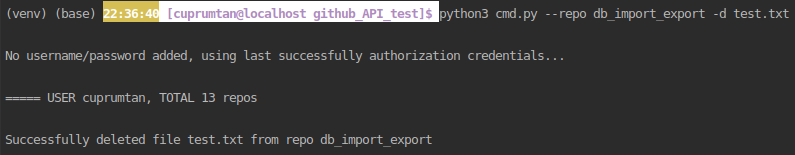 (venv) (base) 22:36:40 [cuprumtan@localhost github_API_test]$ python3 cmd.py --repo db_import_export -d test.txt
No username/password added, using last successfully authorization credentials...
===== USER cuprumtan, TOTAL 13 repos
Successfully deleted file test.txt from repo db_import_export